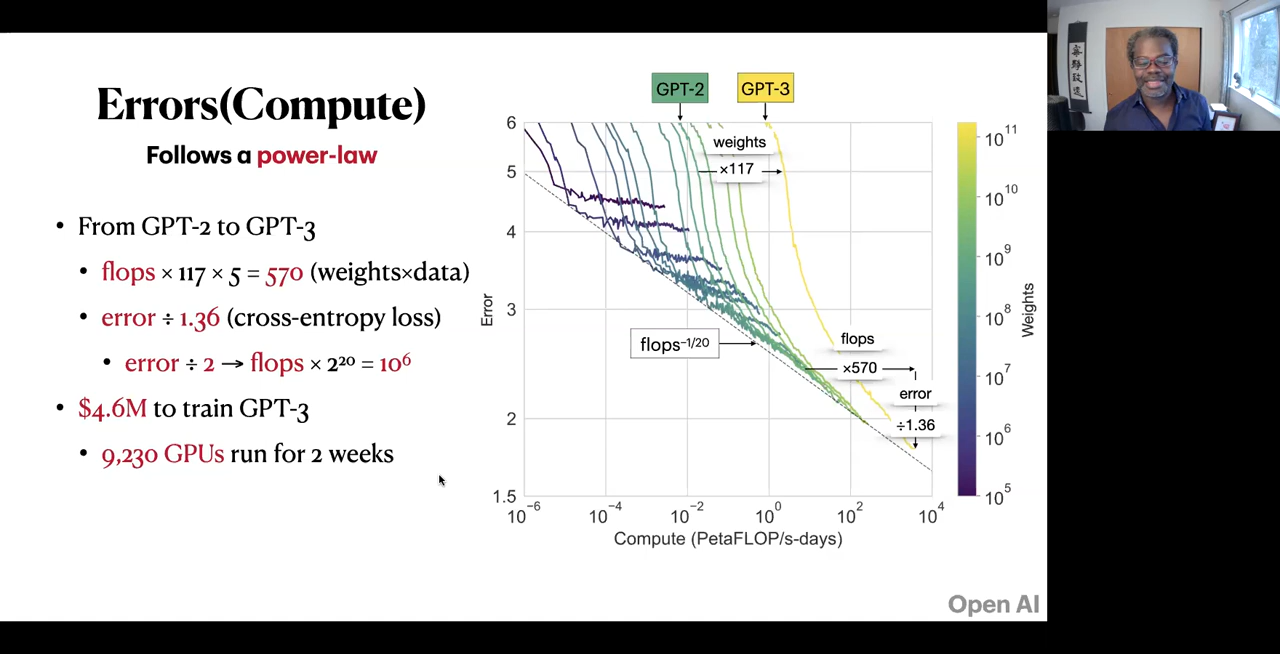 Errors(Compute)
Follows a power-law
• From GPT-2 to GPT-3
• flops × 117 × 5 = 570 (weights×data)
• error ÷ 1.36 (cross-entropy loss)
• error ÷ 2 → flops × 2²⁰ = 10⁶
• $4.6M to train GPT-3
• 9,230 GPUs run for 2 weeks
GPT-2
GPT-3
weights
×117
flops⁻¹/²⁰
flops
×570
error
÷1.36
Error
6
5
4
3
2
1.5
10⁻⁶
10⁻⁴
10⁻²
10⁰
10²
10⁴
Compute (PetaFLOP/s-days)
10¹¹
10¹⁰
10⁹
10⁸
10⁷
10⁶
10⁵
Weights
Open AI